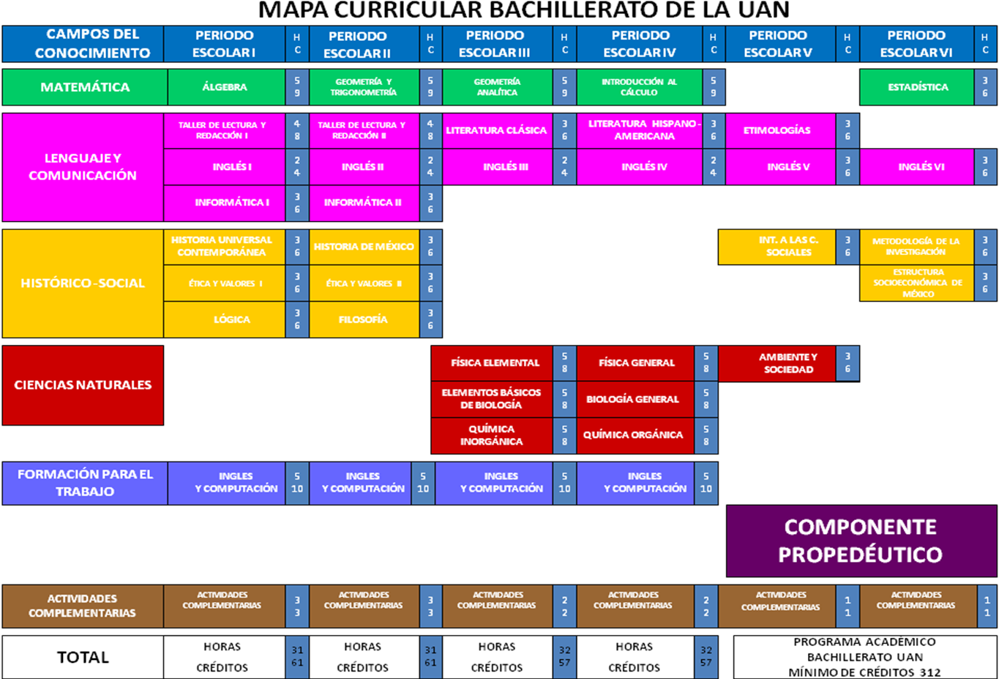 MAPA CURRICULAR BACHILLERATO DE LA UAN
CAMPOS DEL
CONOCIMIENTO
PERIODO
ESCOLAR I
H
C
PERIODO
ESCOLAR II
H
C
PERIODO
ESCOLAR III
H
C
PERIODO
ESCOLAR IV
H
C
PERIODO
ESCOLAR V
H
C
PERIODO
ESCOLAR VI
H
C
MATEMÁTICA
ÁLGEBRA
5
9
GEOMETRÍA Y
TRIGONOMETRÍA
5
9
GEOMETRÍA
ANALÍTICA
5
9
INTRODUCCIÓN AL
CÁLCULO
5
9
ESTADÍSTICA
3
6
LENGUAJE Y
COMUNICACIÓN
TALLER DE LECTURA Y
REDACCIÓN I
4
8
TALLER DE LECTURA Y
REDACCIÓN II
4
8
LITERATURA CLÁSICA
3
6
LITERATURA HISPANO-
AMERICANA
3
6
ETIMOLOGÍAS
3
6
INGLÉS I
2
4
INGLÉS II
2
4
INGLÉS III
2
4
INGLÉS IV
2
4
INGLÉS V
3
6
INGLÉS VI
3
6
INFORMÁTICA I
3
6
INFORMÁTICA II
3
6
HISTÓRICO-SOCIAL
HISTORIA UNIVERSAL
CONTEMPORÁNEA
3
6
HISTORIA DE MÉXICO
3
6
INT. A LAS C.
SOCIALES
3
6
METODOLOGÍA DE LA
INVESTIGACIÓN
3
6
ÉTICA Y VALORES I
3
6
ÉTICA Y VALORES II
3
6
ESTRUCTURA
SOCIOECONÓMICA DE
MÉXICO
3
6
LÓGICA
3
6
FILOSOFÍA
3
6
CIENCIAS NATURALES
FÍSICA ELEMENTAL
5
8
FÍSICA GENERAL
5
8
AMBIENTE Y
SOCIEDAD
3
6
ELEMENTOS BÁSICOS
DE BIOLOGÍA
5
8
BIOLOGÍA GENERAL
5
8
QUÍMICA
INORGÁNICA
5
8
QUÍMICA ORGÁNICA
5
8
FORMACIÓN PARA EL
TRABAJO
INGLES
Y COMPUTACIÓN
5
10
INGLES
Y COMPUTACIÓN
5
10
INGLES
Y COMPUTACIÓN
5
10
INGLES
Y COMPUTACIÓN
5
10
COMPONENTE
PROPEDÉUTICO
ACTIVIDADES
COMPLEMENTARIAS
ACTIVIDADES
COMPLEMENTARIAS
3
3
ACTIVIDADES
COMPLEMENTARIAS
3
3
ACTIVIDADES
COMPLEMENTARIAS
2
2
ACTIVIDADES
COMPLEMENTARIAS
2
2
ACTIVIDADES
COMPLEMENTARIAS
1
1
ACTIVIDADES
COMPLEMENTARIAS
1
1
TOTAL
HORAS
CRÉDITOS
31
61
HORAS
CRÉDITOS
31
61
HORAS
CRÉDITOS
32
57
HORAS
CRÉDITOS
32
57
PROGRAMA ACADÈMICO
BACHILLERATO UAN
MÍNIMO DE CRÉDITOS 312